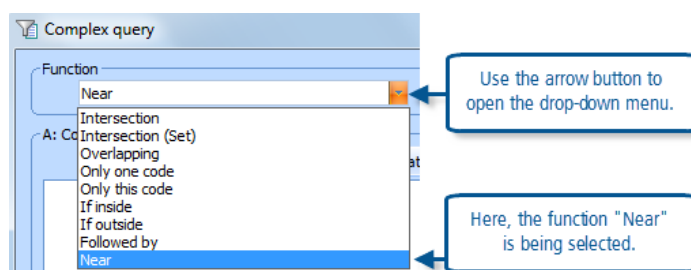 Complex query
Function
Near
Use the arrow button to
open the drop-down menu.
Intersection
A: Co
Intersection (Set)
Overlapping
Only one code
at
Only this code
If inside
If outside
Followed by
Near
Here, the function "Near"
is being selected.